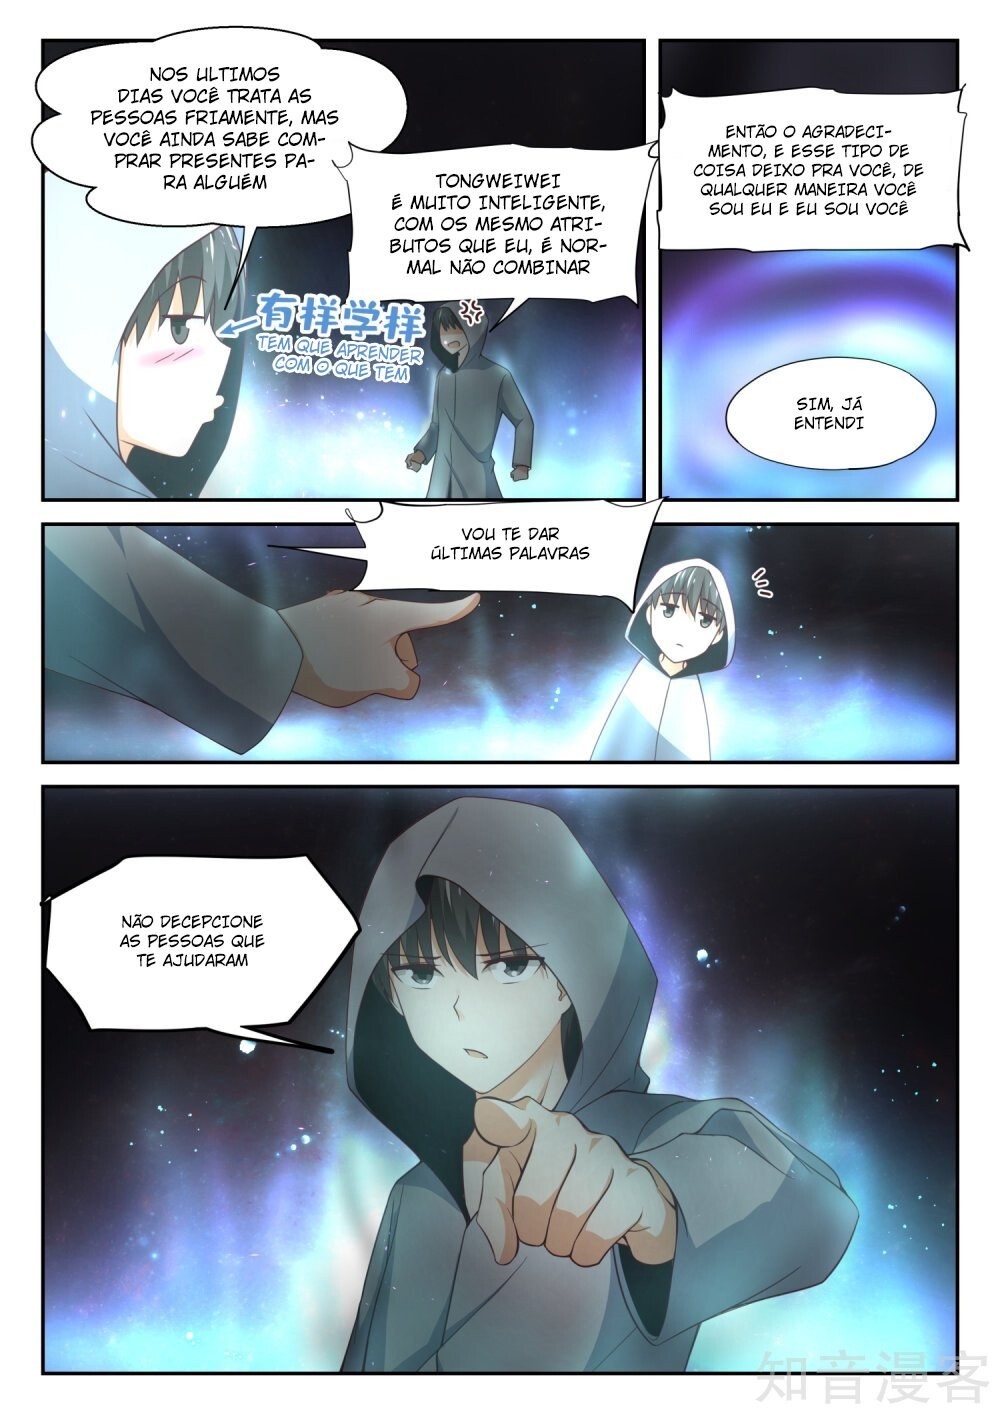 NOS ULTIMOS
DIAS VOCÊ TRATA AS
PESSOAS FRIAMENTE, MAS
VOCÊ AINDA SABE COM-
PRAR PRESENTES PA-
RA ALGUÉM
TONGWEIWEI
É MUITO INTELIGENTE,
COM OS MESMO ATRI-
BUTOS QUE EU, É NOR-
MAL NÃO COMBINAR
有样学样
TEM QUE APRENDER
COM O QUE TEM
ENTÃO O AGRADECI-
MENTO, E ESSE TIPO DE
COISA DEIXO PRA VOCÊ, DE
QUALQUER MANEIRA VOCÊ
SOU EU E EU SOU VOCÊ
SIM, JÁ
ENTENDI
VOU TE DAR
ÚLTIMAS PALAVRAS
NÃO DECEPCIONE
AS PESSOAS QUE
TE AJUDARAM
知音漫客